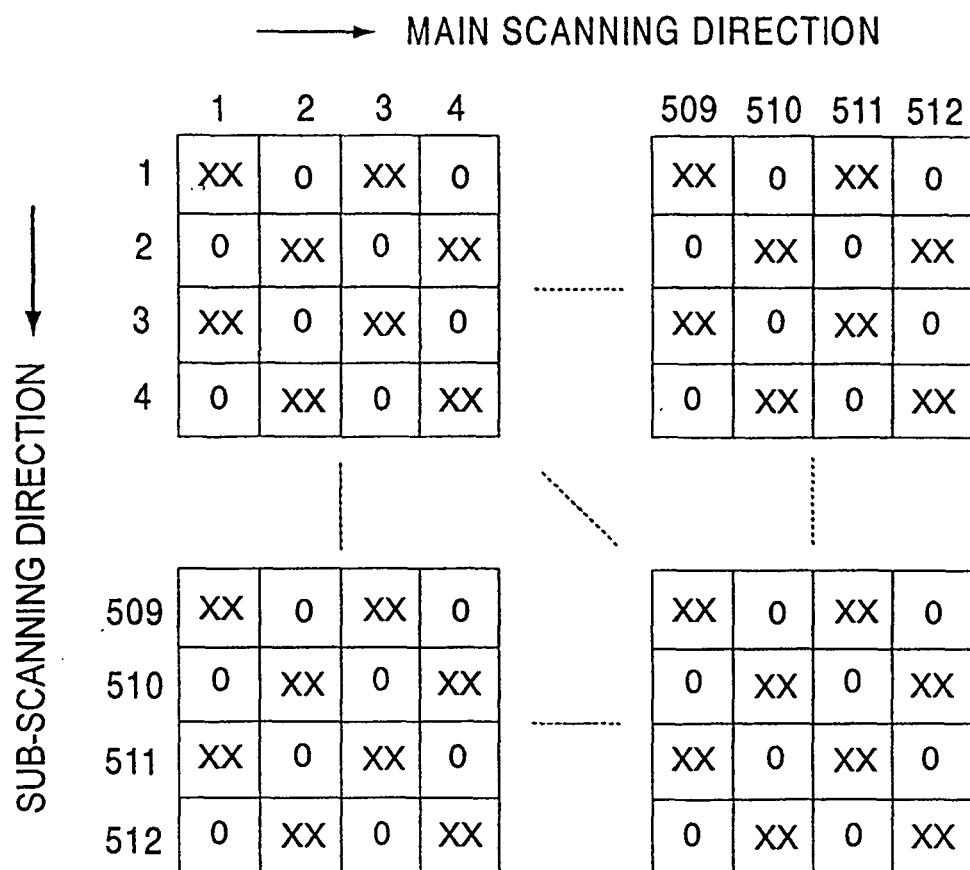 MAIN SCANNING DIRECTION
1 2 3 4 509 510 511 512
1 XX 0 XX 0 XX 0 XX 0
2 0 XX 0 XX 0 XX 0 XX
3 XX 0 XX 0 XX 0 XX 0
4 0 XX 0 XX 0 XX 0 XX
SUB-SCANNING DIRECTION
509 XX 0 XX 0 XX 0 XX 0
510 0 XX 0 XX 0 XX 0 XX
511 XX 0 XX 0 XX 0 XX 0
512 0 XX 0 XX 0 XX 0 XX